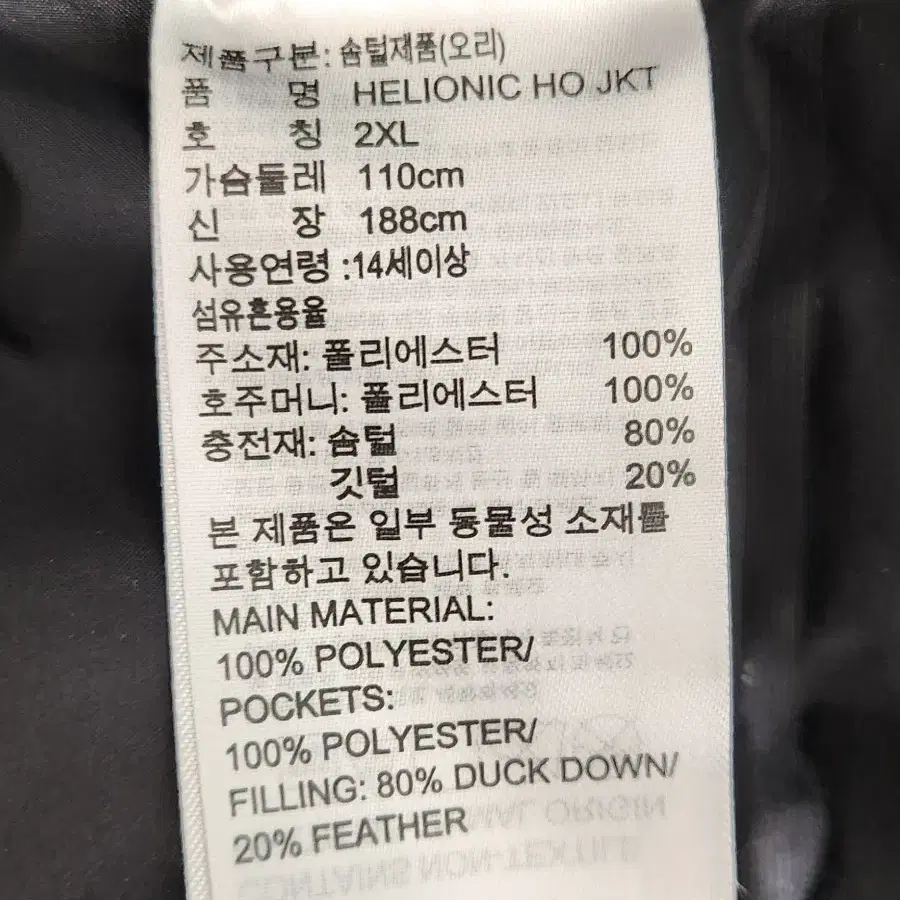 제품구분: 솜털제품(오리)
품 명 HELIONIC HO JKT
호 칭 2XL
가슴둘레 110cm
신 장 188cm
사용연령 :14세이상
섬유혼용율
주소재: 폴리에스터 100%
호주머니: 폴리에스터 100%
충전재: 솜털 80%
깃털 20%
본 제품은 일부 동물성 소재를
포함하고 있습니다.
MAIN MATERIAL:
100% POLYESTER/
POCKETS:
100% POLYESTER/
FILLING: 80% DUCK DOWN/
20% FEATHER